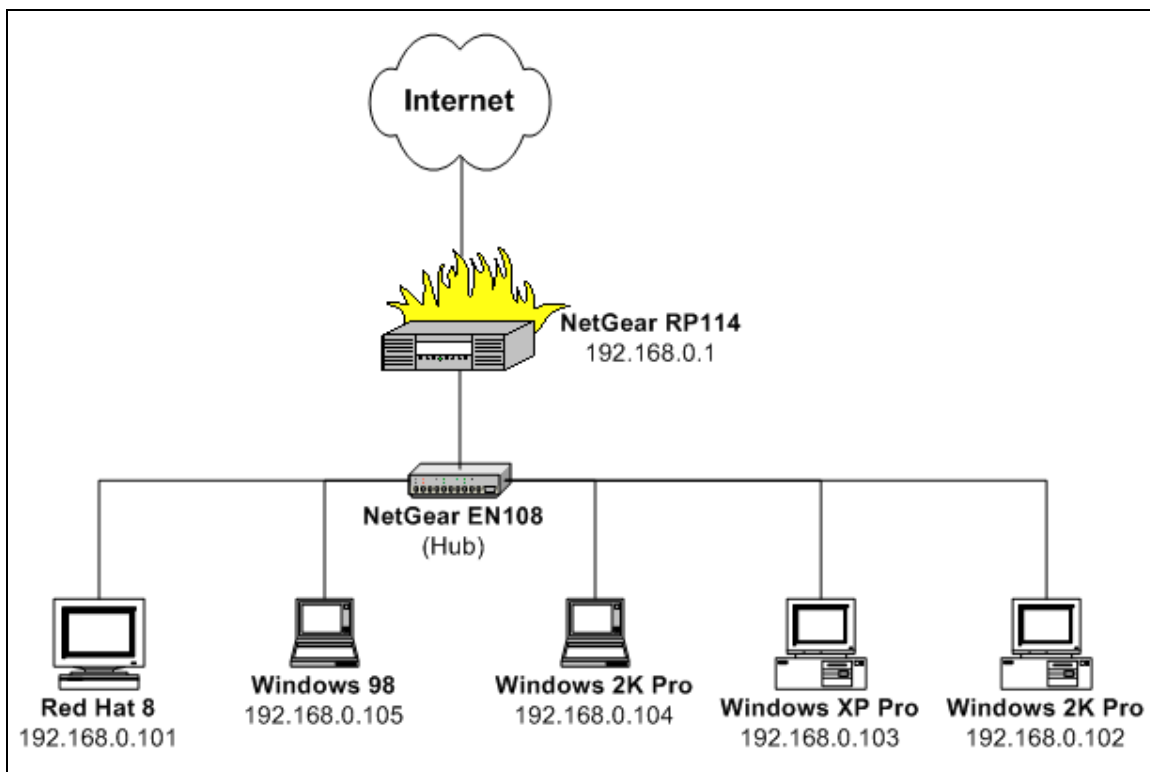 Internet
NetGear RP114
192.168.0.1
NetGear EN108
(Hub)
Red Hat 8
192.168.0.101
Windows 98
192.168.0.105
Windows 2K Pro
192.168.0.104
Windows XP Pro
192.168.0.103
Windows 2K Pro
192.168.0.102